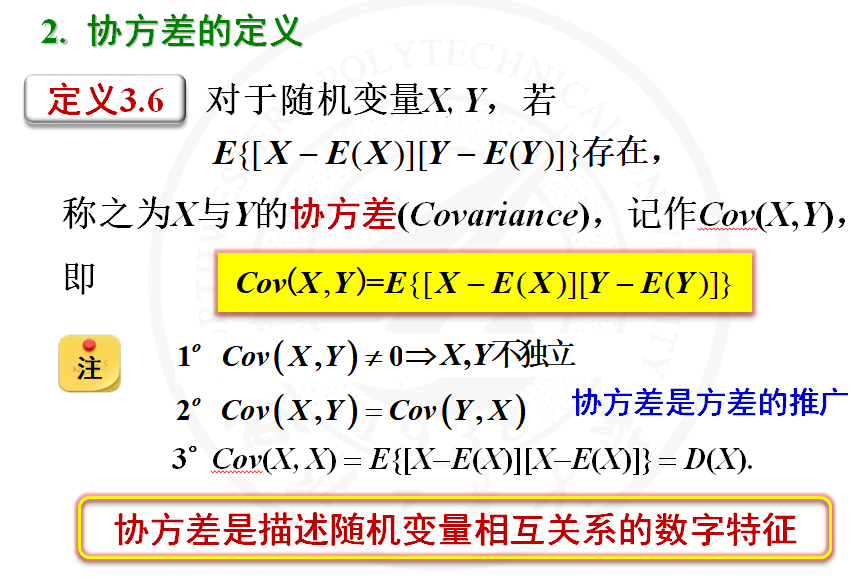 2. 协方差的定义
定义3.6 对于随机变量X, Y，若
E{[X − E(X)][Y − E(Y)]}存在，
称之为X与Y的协方差(Covariance)，记作Cov(X,Y)，
即 Cov(X,Y)=E{[X − E(X)][Y − E(Y)]}
注 1º Cov(X,Y) ≠ 0⇒X,Y不独立
2º Cov(X,Y) = Cov(Y,X) 协方差是方差的推广
3° Cov(X, X) = E{[X−E(X)][X−E(X)]} = D(X).
协方差是描述随机变量相互关系的数字特征